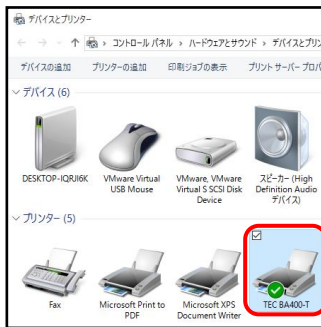 デバイスとプリンター
コントロール パネル › ハードウェアとサウンド › デバイスとプリン
デバイスの追加 プリンターの追加 印刷ジョブの表示 プリント サーバー プロパ
デバイス (6)
DESKTOP-IQRJI6K
VMware Virtual
USB Mouse
VMware, VMware
Virtual S SCSI Disk
Device
スピーカー (High
Definition Audio
デバイス)
プリンター (5)
Fax
Microsoft Print to
PDF
Microsoft XPS
Document Writer
TEC BA400-T